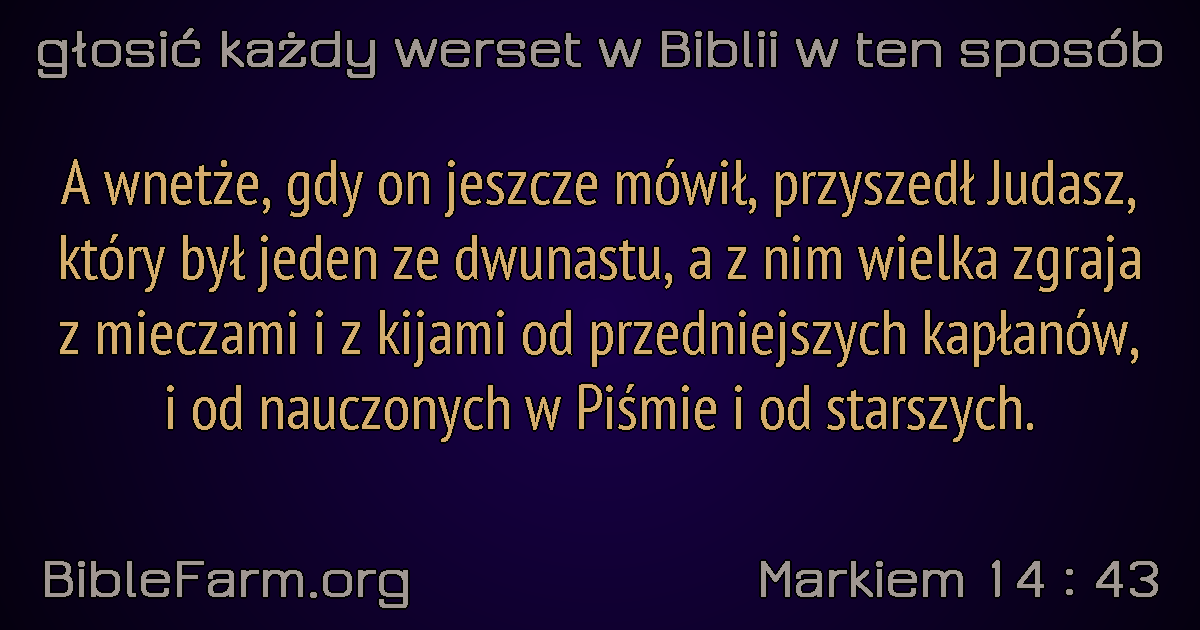 głosić każdy werset w Biblii w ten sposób
A wnetże, gdy on jeszcze mówił, przyszedł Judasz,
który był jeden ze dwunastu, a z nim wielka zgraja
z mieczami i z kijami od przedniejszych kapłanów,
i od nauczonych w Piśmie i od starszych.
BibleFarm.org
Markiem 14 : 43